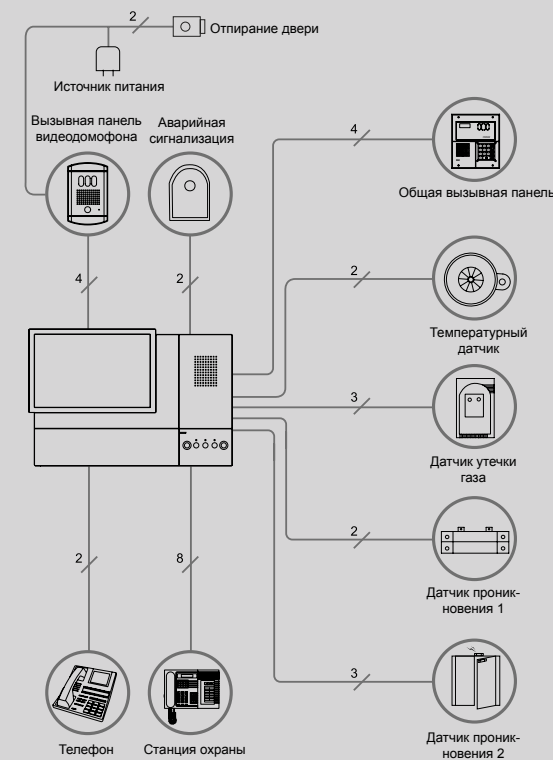 2
Отпирание двери
Источник питания
Вызывная панель
видеодомофона
Аварийная
сигнализация
4
Общая вызывная панель
4
2
2
Температурный
датчик
3
Датчик утечки
газа
2
Датчик проник-
новения 1
2
8
3
Телефон
Станция охраны
Датчик проник-
новения 2